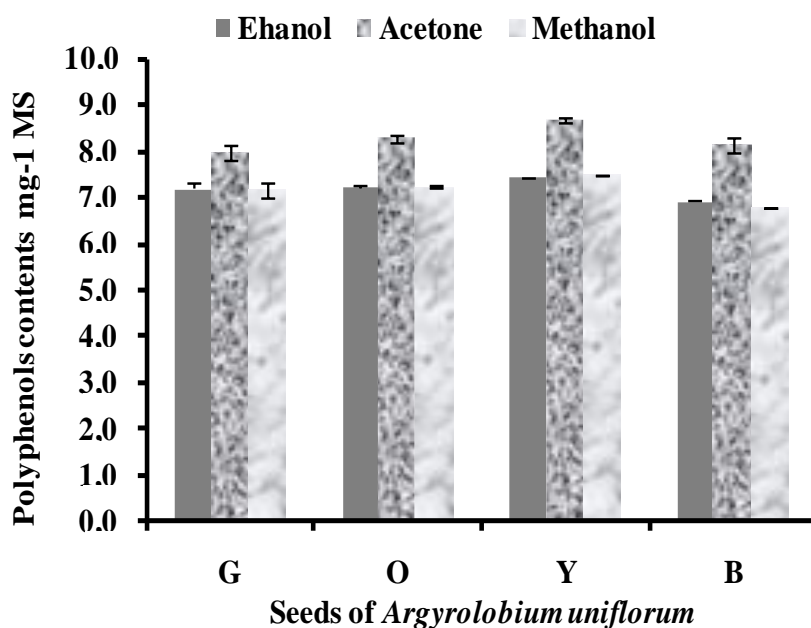 Ehanol Acetone Methanol
Polyphenols contents mg-1 MS
10.0
9.0
8.0
7.0
6.0
5.0
4.0
3.0
2.0
1.0
0.0
G O Y B
Seeds of Argyrolobium uniflorum